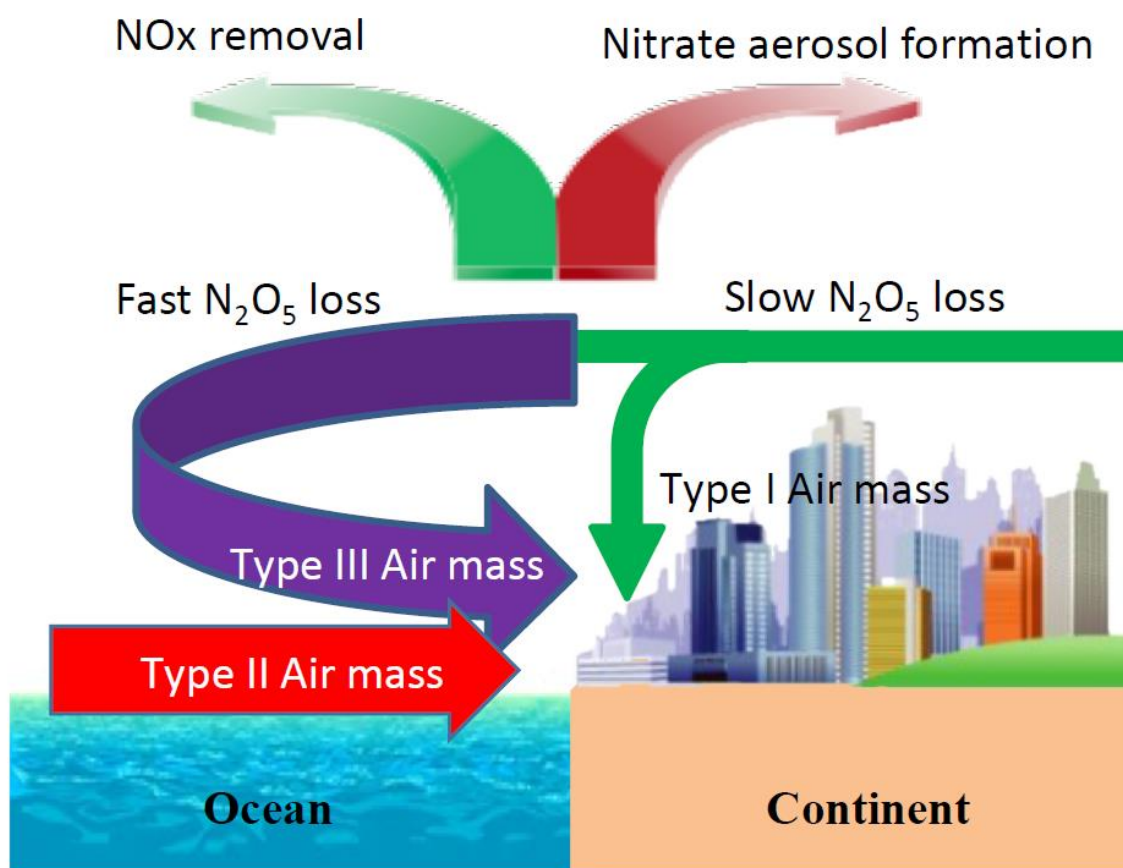 NOx removal
Nitrate aerosol formation
Fast N₂O₅ loss
Slow N₂O₅ loss
Type I Air mass
Type III Air mass
Type II Air mass
Ocean
Continent